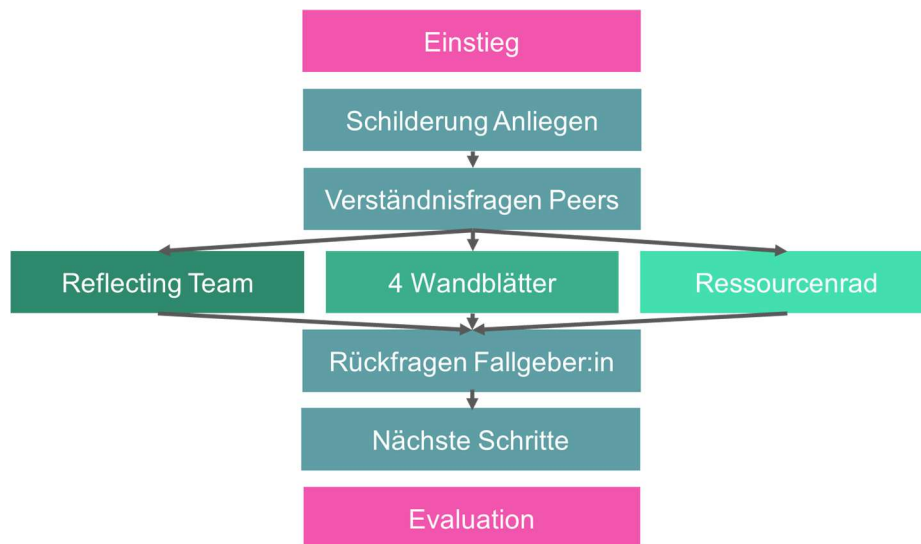 Einstieg
Schilderung Anliegen
Verständnisfragen Peers
Reflecting Team
4 Wandblätter
Ressourcenrad
Rückfragen Fallgeber:in
Nächste Schritte
Evaluation